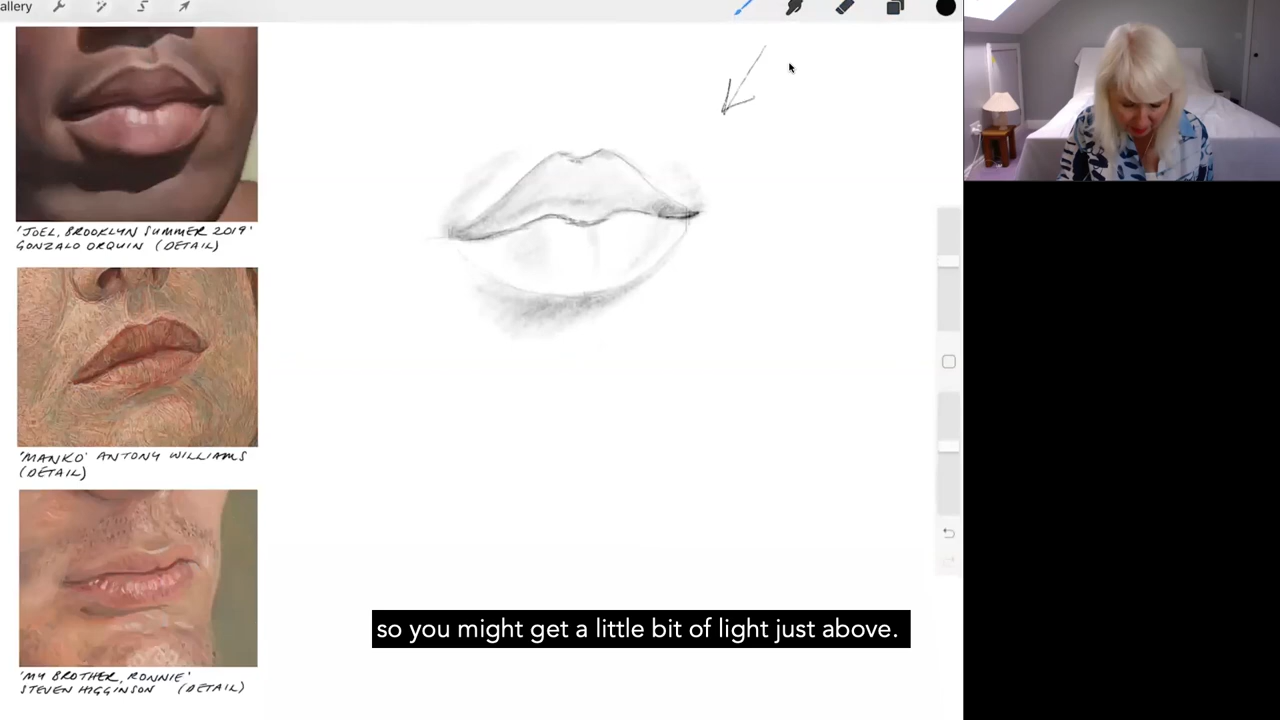 allery
'JOEL, BROOKLYN SUMMER 2019'
GONZALO ORQUIN (DETAIL)
'MANKO' ANTONY WILLIAMS
(DETAIL)
'MY BROTHER, RONNIE'
STEVEN HIGGINSON (DETAIL)
so you might get a little bit of light just above.